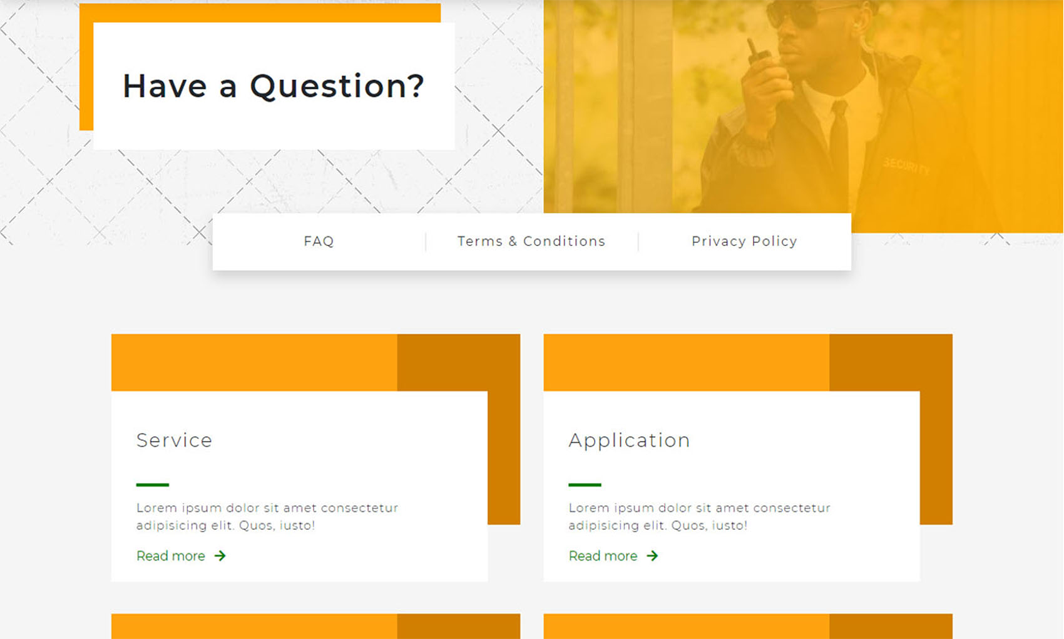 Have a Question?
SECURITY
FAQ
Terms & Conditions
Privacy Policy
Service
Application
Lorem ipsum dolor sit amet consectetur
adipisicing elit. Quos, iusto!
Read more
Lorem ipsum dolor sit amet consectetur
adipisicing elit. Quos, iusto!
Read more